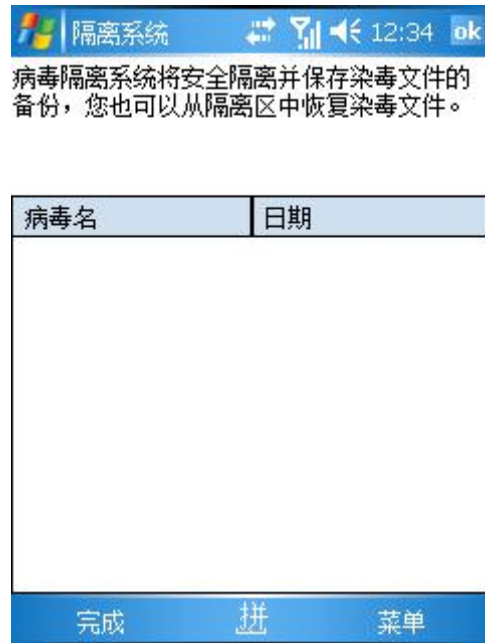 隔离系统 12:34 ok
病毒隔离系统将安全隔离并保存染毒文件的
备份，您也可以从隔离区中恢复染毒文件。
病毒名 日期
完成 拼 菜单